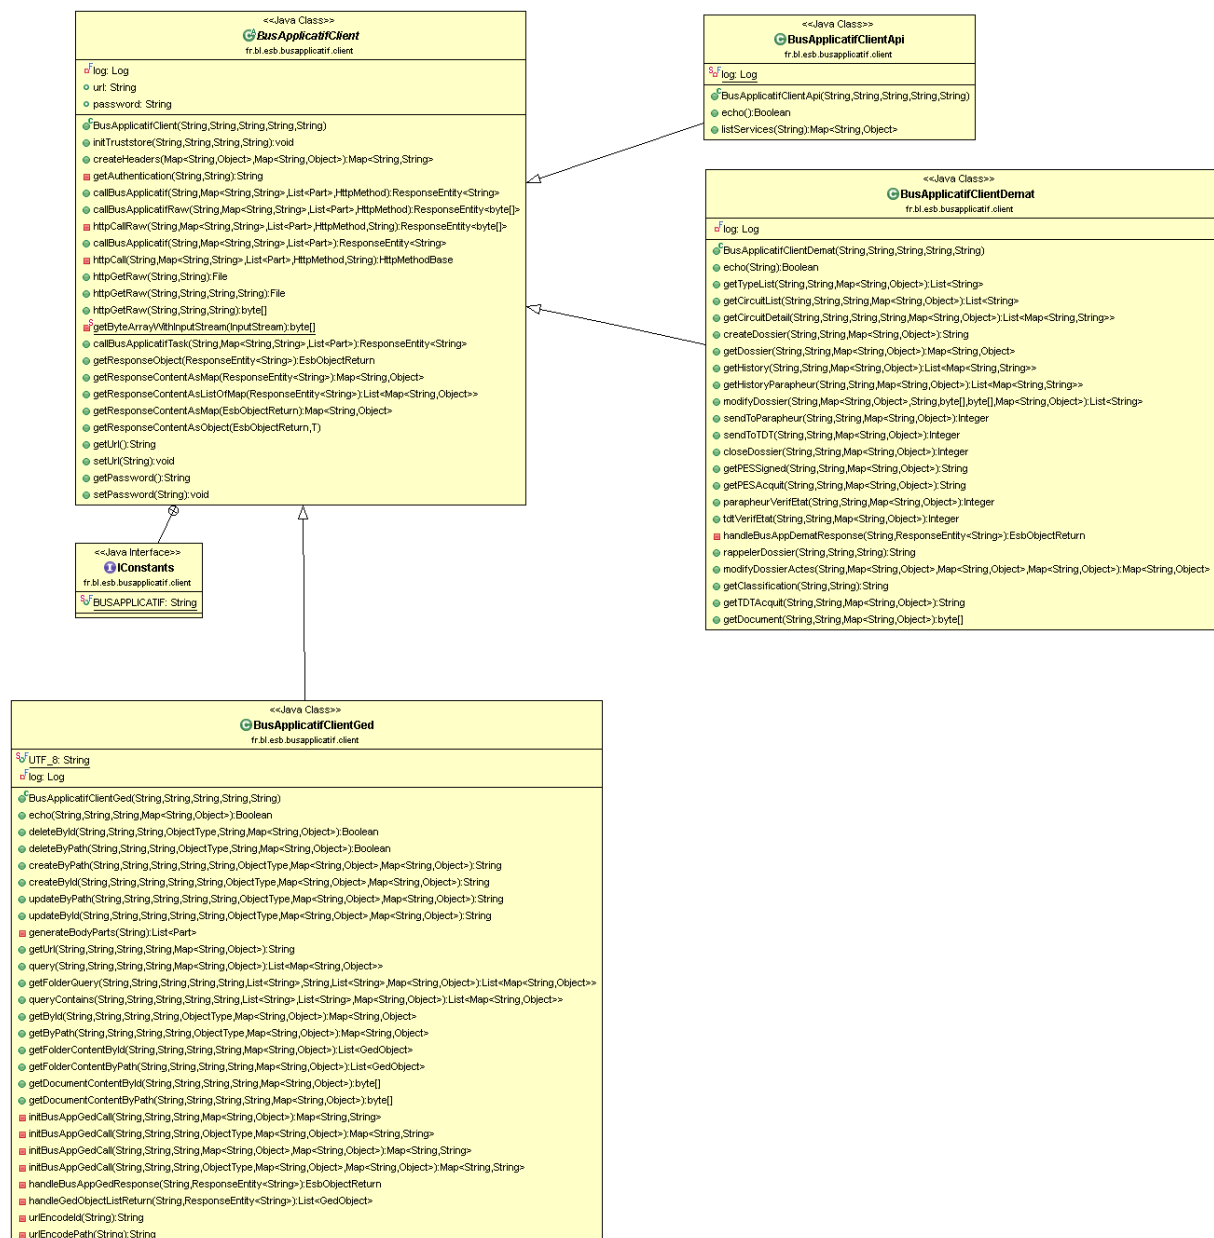 <<Java Class>>
BusApplicatifClient
fr.bl.esb.busapplicatif.client
log: Log
url: String
password: String
BusApplicatifClient(String,String,String,String,String)
initTruststore(String,String,String,String):void
createHeaders(Map<String,Object>,Map<String,Object>):Map<String,String>
getAuthentication(String,String):String
callBusApplicatif(String,Map<String,String>,List<Part>,HttpMethod):ResponseEntity<String>
callBusApplicatifRaw(String,Map<String,String>,List<Part>,HttpMethod):ResponseEntity<byte[]>
httpCallRaw(String,Map<String,String>,List<Part>,HttpMethod,String):ResponseEntity<byte[]>
callBusApplicatif(String,Map<String,String>,List<Part>):ResponseEntity<String>
httpCall(String,Map<String,String>,List<Part>,HttpMethod,String):HttpMethodBase
httpGetRaw(String,String):File
httpGetRaw(String,String,String,String):File
httpGetRaw(String,String,String):byte[]
getByteArrayWithInputStream(InputStream):byte[]
callBusApplicatifTask(String,Map<String,String>,List<Part>):ResponseEntity<String>
getResponseObject(ResponseEntity<String>):EsbObjectReturn
getResponseContentAsMap(ResponseEntity<String>):Map<String,Object>
getResponseContentAsListOfMap(ResponseEntity<String>):List<Map<String,Object>>
getResponseContentAsMap(EsbObjectReturn):Map<String,Object>
getResponseContentAsObject(EsbObjectReturn,T)
getUrl():String
setUrl(String):void
getPassword():String
setPassword(String):void
<<Java Class>>
BusApplicatifClientApi
fr.bl.esb.busapplicatif.client
log: Log
BusApplicatifClientApi(String,String,String,String,String)
echo():Boolean
listServices(String):Map<String,Object>
<<Java Class>>
BusApplicatifClientDemat
fr.bl.esb.busapplicatif.client
log: Log
BusApplicatifClientDemat(String,String,String,String,String)
echo(String):Boolean
getTypeList(String,String,Map<String,Object>):List<String>
getCircuitList(String,String,String,Map<String,Object>):List<String>
getCircuitDetail(String,String,String,String,Map<String,Object>):List<Map<String,String>>
createDossier(String,String,Map<String,Object>):String
getDossier(String,String,Map<String,Object>):Map<String,Object>
getHistory(String,String,Map<String,Object>):List<Map<String,String>>
getHistoryParapheur(String,String,Map<String,Object>):List<Map<String,String>>
modifyDossier(String,Map<String,Object>,String,byte[],byte[],Map<String,Object>):List<String>
sendToParapheur(String,String,Map<String,Object>):Integer
sendToTDT(String,String,Map<String,Object>):Integer
closeDossier(String,String,Map<String,Object>):Integer
getPESSigned(String,String,Map<String,Object>):String
getPESAcquit(String,String,Map<String,Object>):String
parapheurVerifEtat(String,String,Map<String,Object>):Integer
tdtVerifEtat(String,String,Map<String,Object>):Integer
handleBusAppDematResponse(String,ResponseEntity<String>):EsbObjectReturn
rappelerDossier(String,String,String):String
modifyDossierActes(String,Map<String,Object>,Map<String,Object>,Map<String,Object>):Map<String,Object>
getClassification(String,String):String
getTDTAcquit(String,String,Map<String,Object>):String
getDocument(String,String,Map<String,Object>):byte[]
<<Java Interface>>
IConstants
fr.bl.esb.busapplicatif.client
BUSAPPLICATIF: String
<<Java Class>>
BusApplicatifClientGed
fr.bl.esb.busapplicatif.client
UTF_8: String
log: Log
BusApplicatifClientGed(String,String,String,String,String)
echo(String,String,String,Map<String,Object>):Boolean
deleteById(String,String,String,ObjectType,String,Map<String,Object>):Boolean
deleteByPath(String,String,String,ObjectType,String,Map<String,Object>):Boolean
createByPath(String,String,String,String,String,ObjectType,Map<String,Object>,Map<String,Object>):String
createById(String,String,String,String,String,ObjectType,Map<String,Object>,Map<String,Object>):String
updateByPath(String,String,String,String,String,ObjectType,Map<String,Object>,Map<String,Object>):String
updateById(String,String,String,String,String,ObjectType,Map<String,Object>,Map<String,Object>):String
generateBodyParts(String):List<Part>
getUrl(String,String,String,String,Map<String,Object>):String
query(String,String,String,String,Map<String,Object>):List<Map<String,Object>>
getFolderQuery(String,String,String,String,String,List<String>,String,List<String>,Map<String,Object>):List<Map<String,Object>>
queryContains(String,String,String,String,String,List<String>,List<String>,Map<String,Object>):List<Map<String,Object>>
getById(String,String,String,String,ObjectType,Map<String,Object>):Map<String,Object>
getByPath(String,String,String,String,ObjectType,Map<String,Object>):Map<String,Object>
getFolderContentById(String,String,String,String,Map<String,Object>):List<GedObject>
getFolderContentByPath(String,String,String,String,Map<String,Object>):List<GedObject>
getDocumentContentById(String,String,String,String,Map<String,Object>):byte[]
getDocumentContentByPath(String,String,String,String,Map<String,Object>):byte[]
initBusAppGedCall(String,String,String,Map<String,Object>):Map<String,String>
initBusAppGedCall(String,String,String,ObjectType,Map<String,Object>):Map<String,String>
initBusAppGedCall(String,String,String,Map<String,Object>,Map<String,Object>):Map<String,String>
initBusAppGedCall(String,String,String,ObjectType,Map<String,Object>,Map<String,Object>):Map<String,String>
handleBusAppGedResponse(String,ResponseEntity<String>):EsbObjectReturn
handleGedObjectListReturn(String,ResponseEntity<String>):List<GedObject>
urlEncodeId(String):String
urlEncodePath(String):String